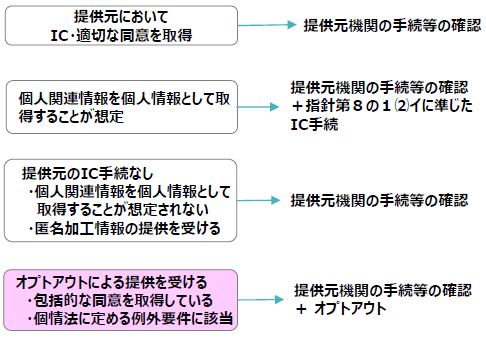 提供元において
IC・適切な同意を取得
提供元機関の手続等の確認
個人関連情報を個人情報として取
得することが想定
提供元機関の手続等の確認
＋指針第８の１⑵イに準じた
IC手続
提供元のIC手続なし
・個人関連情報を個人情報として
取得することが想定されない
・匿名加工情報の提供を受ける
提供元機関の手続等の確認
オプトアウトによる提供を受ける
・包括的な同意を取得している
・個情法に定める例外要件に該当
提供元機関の手続等の確認
＋ オプトアウト